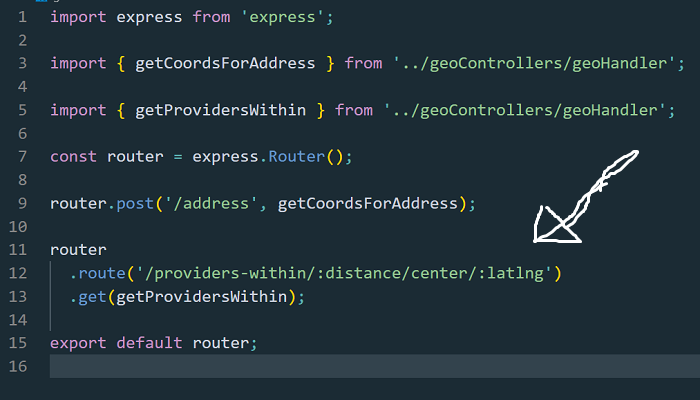 1 import express from 'express';
2
3 import { getCoordsForAddress } from '../geoControllers/geoHandler';
4
5 import { getProvidersWithin } from '../geoControllers/geoHandler';
6
7 const router = express.Router();
8
9 router.post('/address', getCoordsForAddress);
10
11 router
12 .route('/providers-within/:distance/center/:latlng')
13 .get(getProvidersWithin);
14
15 export default router;
16